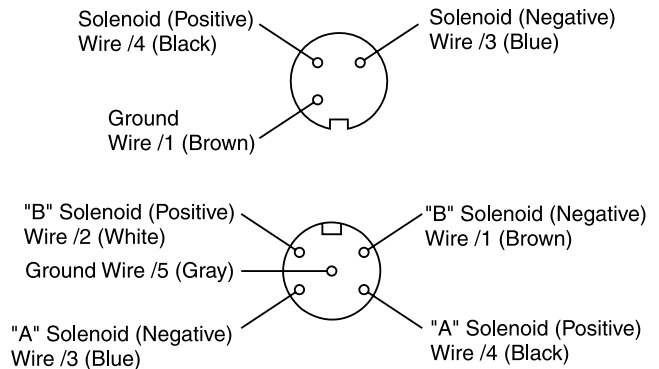 Solenoid (Positive)
Wire /4 (Black)
Solenoid (Negative)
Wire /3 (Blue)
Ground
Wire /1 (Brown)
"B" Solenoid (Positive)
Wire /2 (White)
"B" Solenoid (Negative)
Wire /1 (Brown)
Ground Wire /5 (Gray)
"A" Solenoid (Negative)
Wire /3 (Blue)
"A" Solenoid (Positive)
Wire /4 (Black)